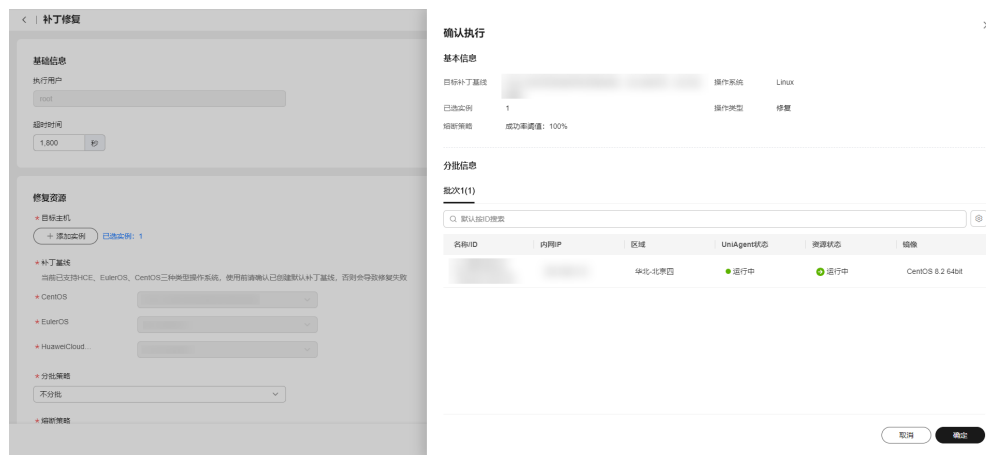 补丁修复
基础信息
执行用户
root
超时时间
1,800 秒
修复资源
* 目标主机
+ 添加实例 已选实例: 1
* 补丁基线
当前已支持HCE、EulerOS、CentOS三种类型操作系统，使用前请确认已创建默认补丁基线，否则会导致修复失败
* CentOS
* EulerOS
* HuaweiCloud...
* 分批策略
不分批
* 熔断策略
确认执行
基本信息
目标补丁基线 操作系统 Linux
已选实例 1 操作类型 修复
熔断策略 成功率阈值：100%
分批信息
批次1(1)
默认按ID搜索
名称/ID 内网IP 区域 UniAgent状态 资源状态 镜像
华北-北京四 运行中 运行中 CentOS 8.2 64bit
取消 确定